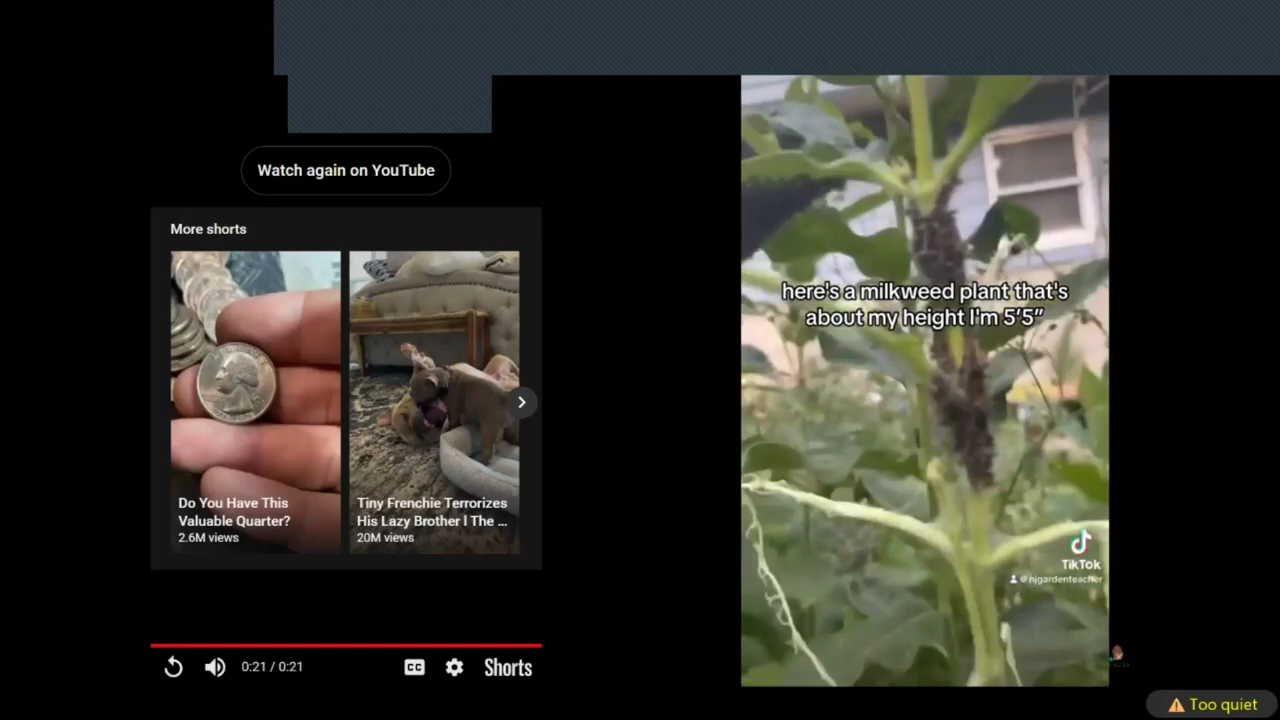 Watch again on YouTube
More shorts
Do You Have This
Valuable Quarter?
2.6M views
Tiny Frenchie Terrorizes
His Lazy Brother l The ...
20M views
0:21 / 0:21
CC
Shorts
here's a milkweed plant that's
about my height I'm 5'5"
TikTok
@njgardenteacher
Too quiet